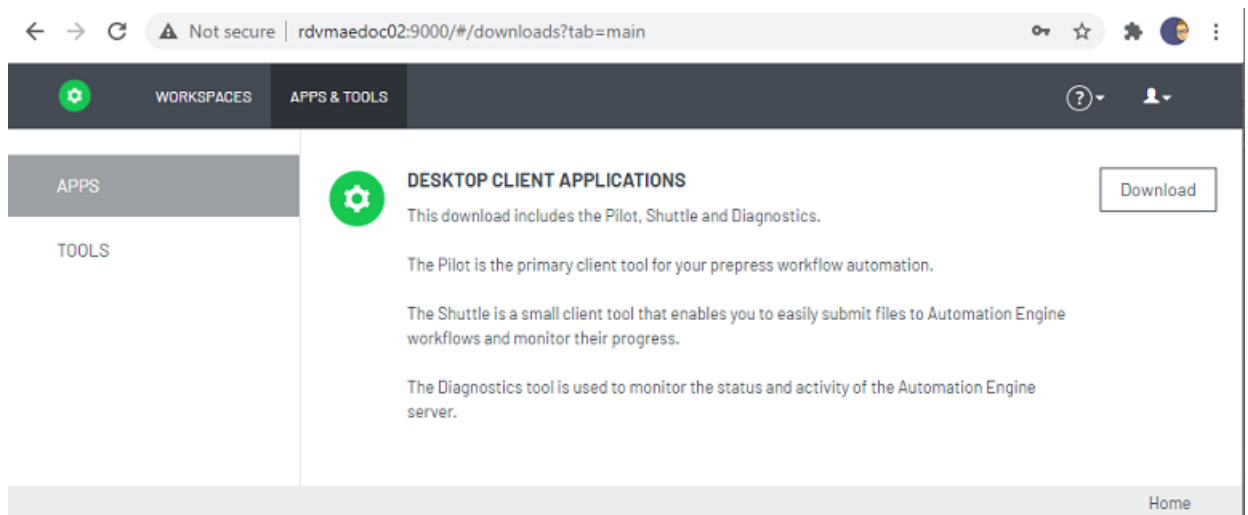 Not secure | rdvmaedoc02:9000/#/downloads?tab=main
WORKSPACES APPS & TOOLS ?
APPS
TOOLS
DESKTOP CLIENT APPLICATIONS
Download
This download includes the Pilot, Shuttle and Diagnostics.
The Pilot is the primary client tool for your prepress workflow automation.
The Shuttle is a small client tool that enables you to easily submit files to Automation Engine
workflows and monitor their progress.
The Diagnostics tool is used to monitor the status and activity of the Automation Engine
server.
Home